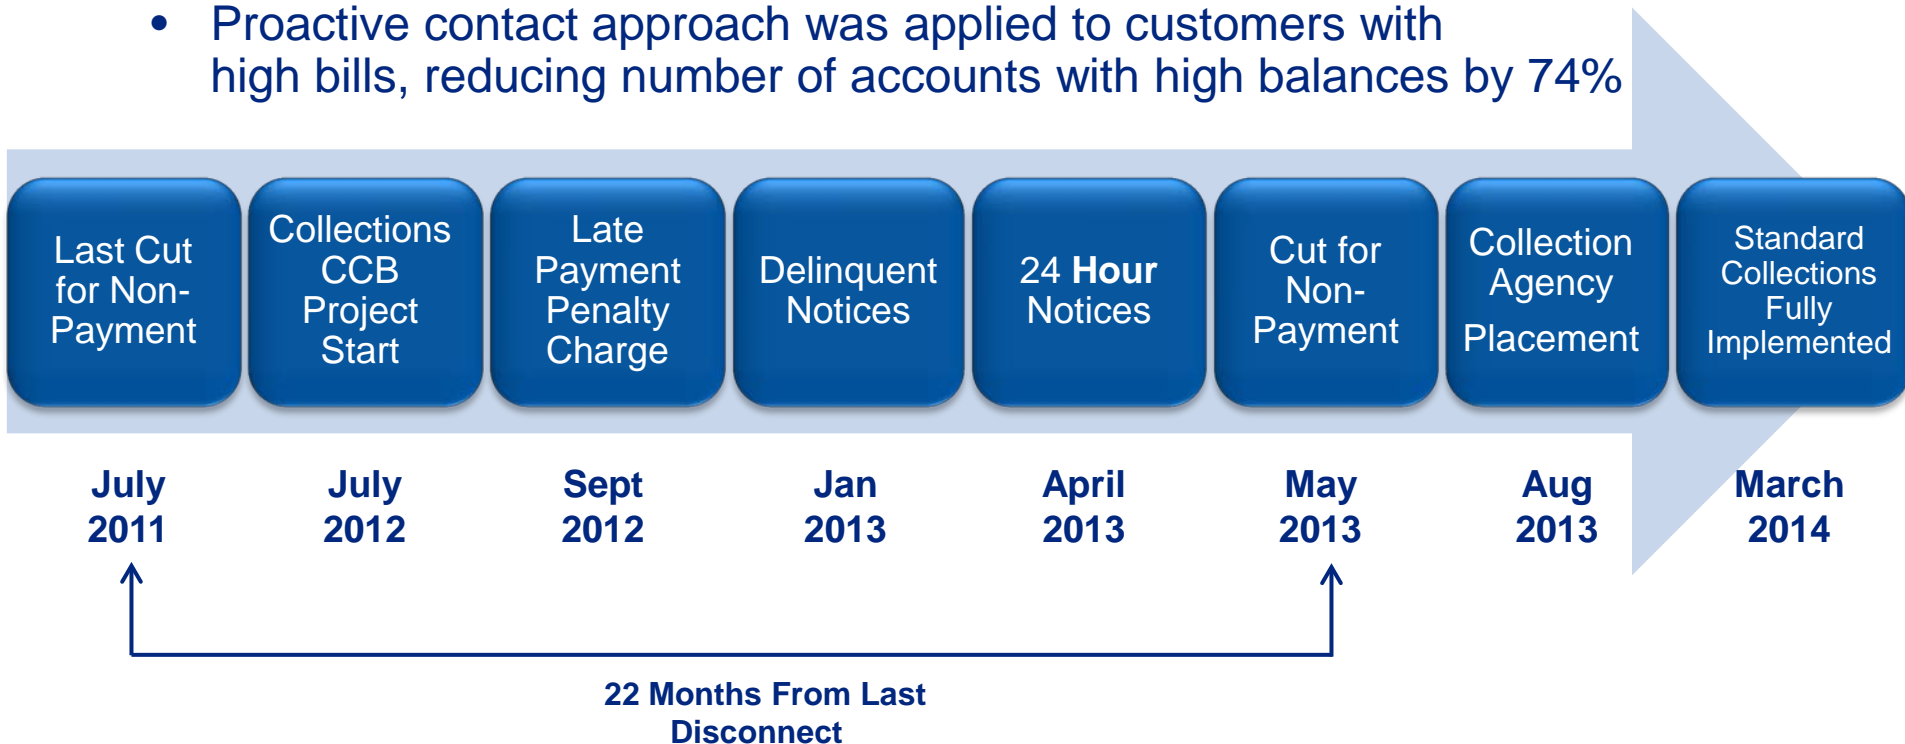 • Proactive contact approach was applied to customers with
high bills, reducing number of accounts with high balances by 74%
Last Cut
for Non-
Payment
Collections
CCB
Project
Start
Late
Payment
Penalty
Charge
Delinquent
Notices
24 Hour
Notices
Cut for
Non-
Payment
Collection
Agency
Placement
Standard
Collections
Fully
Implemented
July
2011
July
2012
Sept
2012
Jan
2013
April
2013
May
2013
Aug
2013
March
2014
22 Months From Last
Disconnect